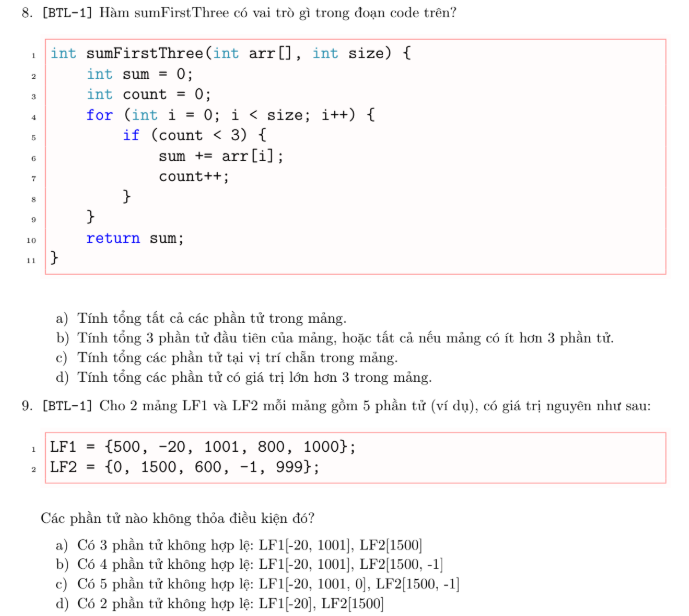 8. [BTL-1] Hàm sumFirstThree có vai trò gì trong đoạn code trên?
1 int sumFirstThree(int arr[], int size) {
2 int sum = 0;
3 int count = 0;
4 for (int i = 0; i < size; i++) {
5 if (count < 3) {
6 sum += arr[i];
7 count++;
8 }
9 }
10 return sum;
11 }
a) Tính tổng tất cả các phần tử trong mảng.
b) Tính tổng 3 phần tử đầu tiên của mảng, hoặc tất cả nếu mảng có ít hơn 3 phần tử.
c) Tính tổng các phần tử tại vị trí chẵn trong mảng.
d) Tính tổng các phần tử có giá trị lớn hơn 3 trong mảng.
9. [BTL-1] Cho 2 mảng LF1 và LF2 mỗi mảng gồm 5 phần tử (ví dụ), có giá trị nguyên như sau:
1 LF1 = {500, -20, 1001, 800, 1000};
2 LF2 = {0, 1500, 600, -1, 999};
Các phần tử nào không thỏa điều kiện đó?
a) Có 3 phần tử không hợp lệ: LF1[-20, 1001], LF2[1500]
b) Có 4 phần tử không hợp lệ: LF1[-20, 1001], LF2[1500, -1]
c) Có 5 phần tử không hợp lệ: LF1[-20, 1001, 0], LF2[1500, -1]
d) Có 2 phần tử không hợp lệ: LF1[-20], LF2[1500]